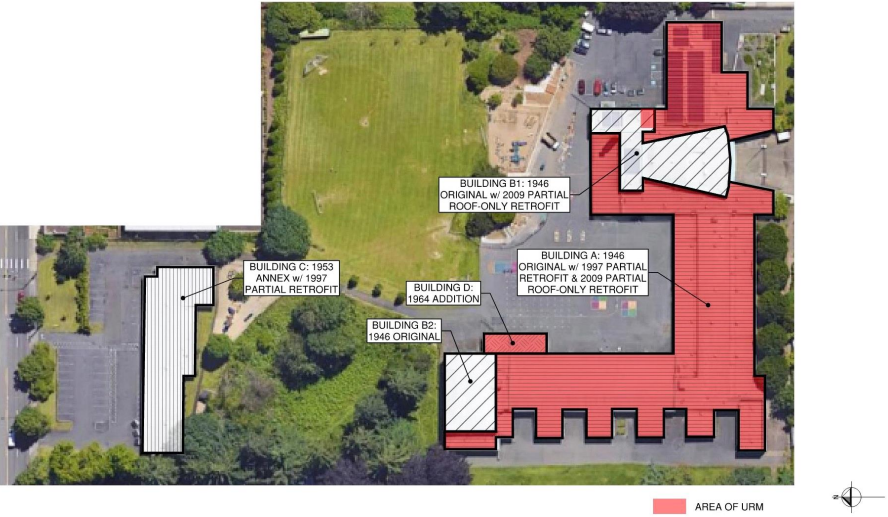 BUILDING B1: 1946
ORIGINAL w/ 2009 PARTIAL
ROOF-ONLY RETROFIT
BUILDING A: 1946
ORIGINAL w/ 1997 PARTIAL
RETROFIT & 2009 PARTIAL
ROOF-ONLY RETROFIT
BUILDING C: 1953
ANNEX w/ 1997
PARTIAL RETROFIT
BUILDING D:
1964 ADDITION
BUILDING B2:
1946 ORIGINAL
AREA OF URM
N